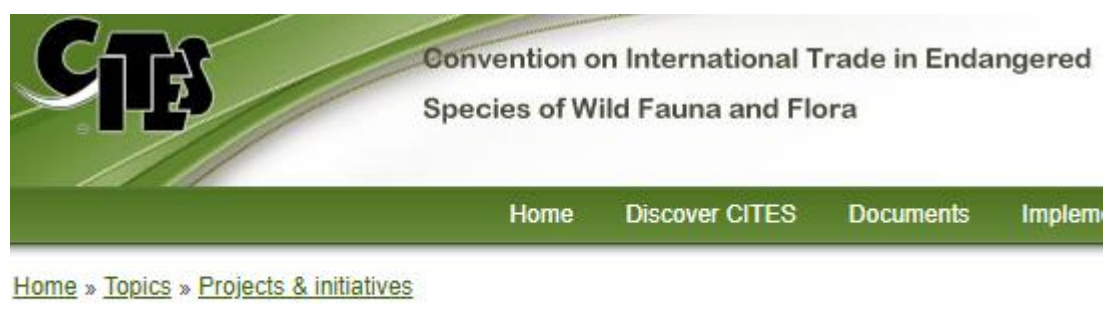 CITES
®
Convention on International Trade in Endangered
Species of Wild Fauna and Flora
Home Discover CITES Documents Implem
Home » Topics » Projects & initiatives